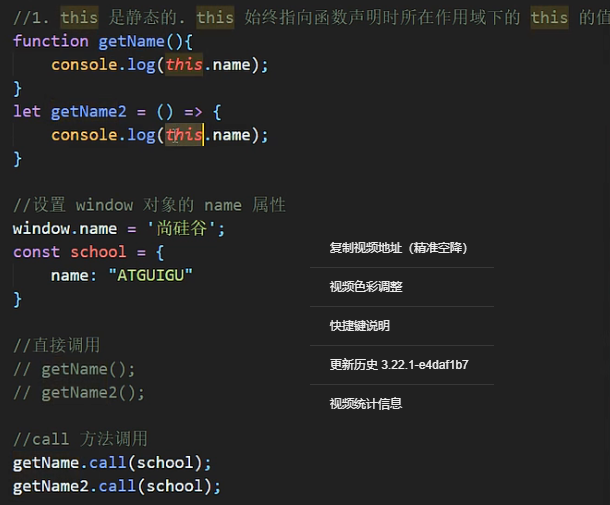 //1. this 是静态的. this 始终指向函数声明时所在作用域下的 this 的值
function getName(){
    console.log(this.name);
}
let getName2 = () => {
    console.log(this.name);
}
//设置 window 对象的 name 属性
window.name = '尚硅谷';
const school = {
    name: "ATGUIGU"
}
//直接调用
// getName();
// getName2();
//call 方法调用
getName.call(school);
getName2.call(school);
复制视频地址（精准空降）
视频色彩调整
快捷键说明
更新历史 3.22.1-e4daf1b7
视频统计信息